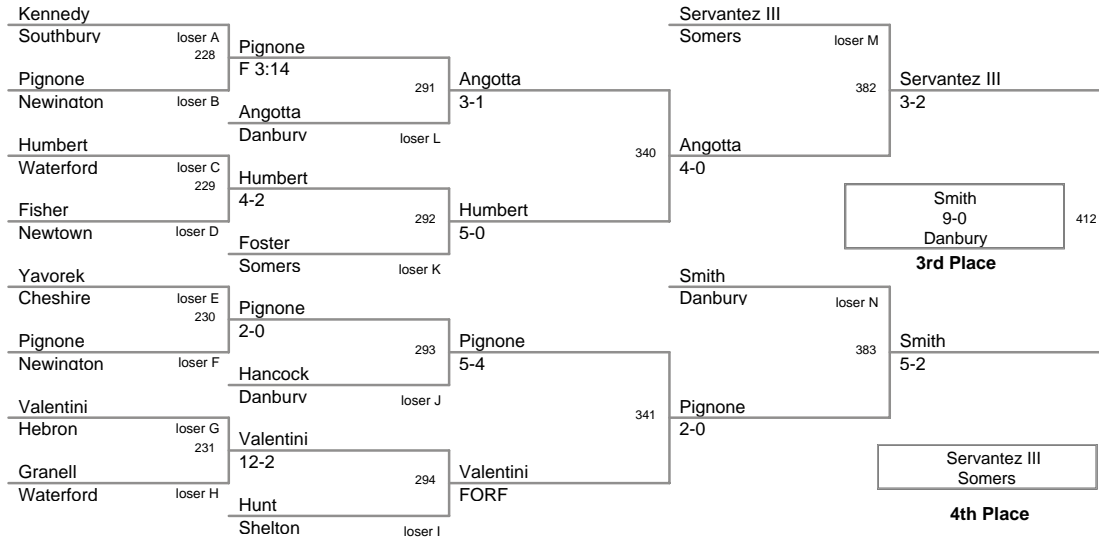 Kennedy
Southbury
loser A
228
Pignone
Newington
loser B
Humbert
Waterford
loser C
229
Fisher
Newtown
loser D
Yavorek
Cheshire
loser E
230
Pignone
Newington
loser F
Valentini
Hebron
loser G
231
Granell
Waterford
loser H
Pignone
F 3:14
291
Angotta
Danbury
loser L
Humbert
4-2
292
Foster
Somers
loser K
Pignone
2-0
293
Hancock
Danbury
loser J
Valentini
12-2
294
Hunt
Shelton
loser I
Angotta
3-1
340
Humbert
5-0
Pignone
5-4
341
Valentini
FORF
Servantez III
Somers
loser M
382
Angotta
4-0
Smith
Danbury
loser N
383
Pignone
2-0
Servantez III
3-2
Smith
9-0
Danbury
412
3rd Place
Smith
5-2
Servantez III
Somers
4th Place